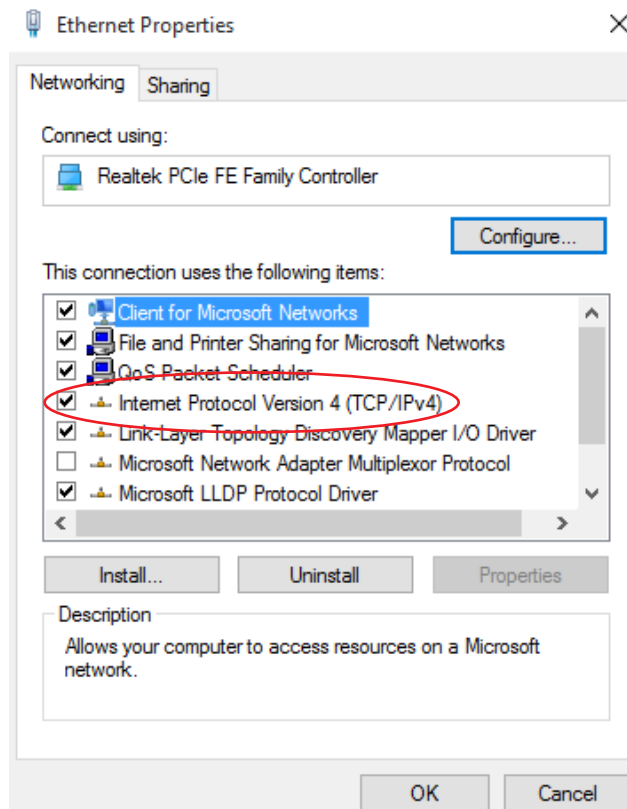 Ethernet Properties
Networking
Sharing
Connect using:
Realtek PCIe FE Family Controller
Configure...
This connection uses the following items:
Client for Microsoft Networks
File and Printer Sharing for Microsoft Networks
QoS Packet Scheduler
Internet Protocol Version 4 (TCP/IPv4)
Link-Layer Topology Discovery Mapper I/O Driver
Microsoft Network Adapter Multiplexor Protocol
Microsoft LLDP Protocol Driver
Install...
Uninstall
Properties
Description
Allows your computer to access resources on a Microsoft
network.
OK
Cancel